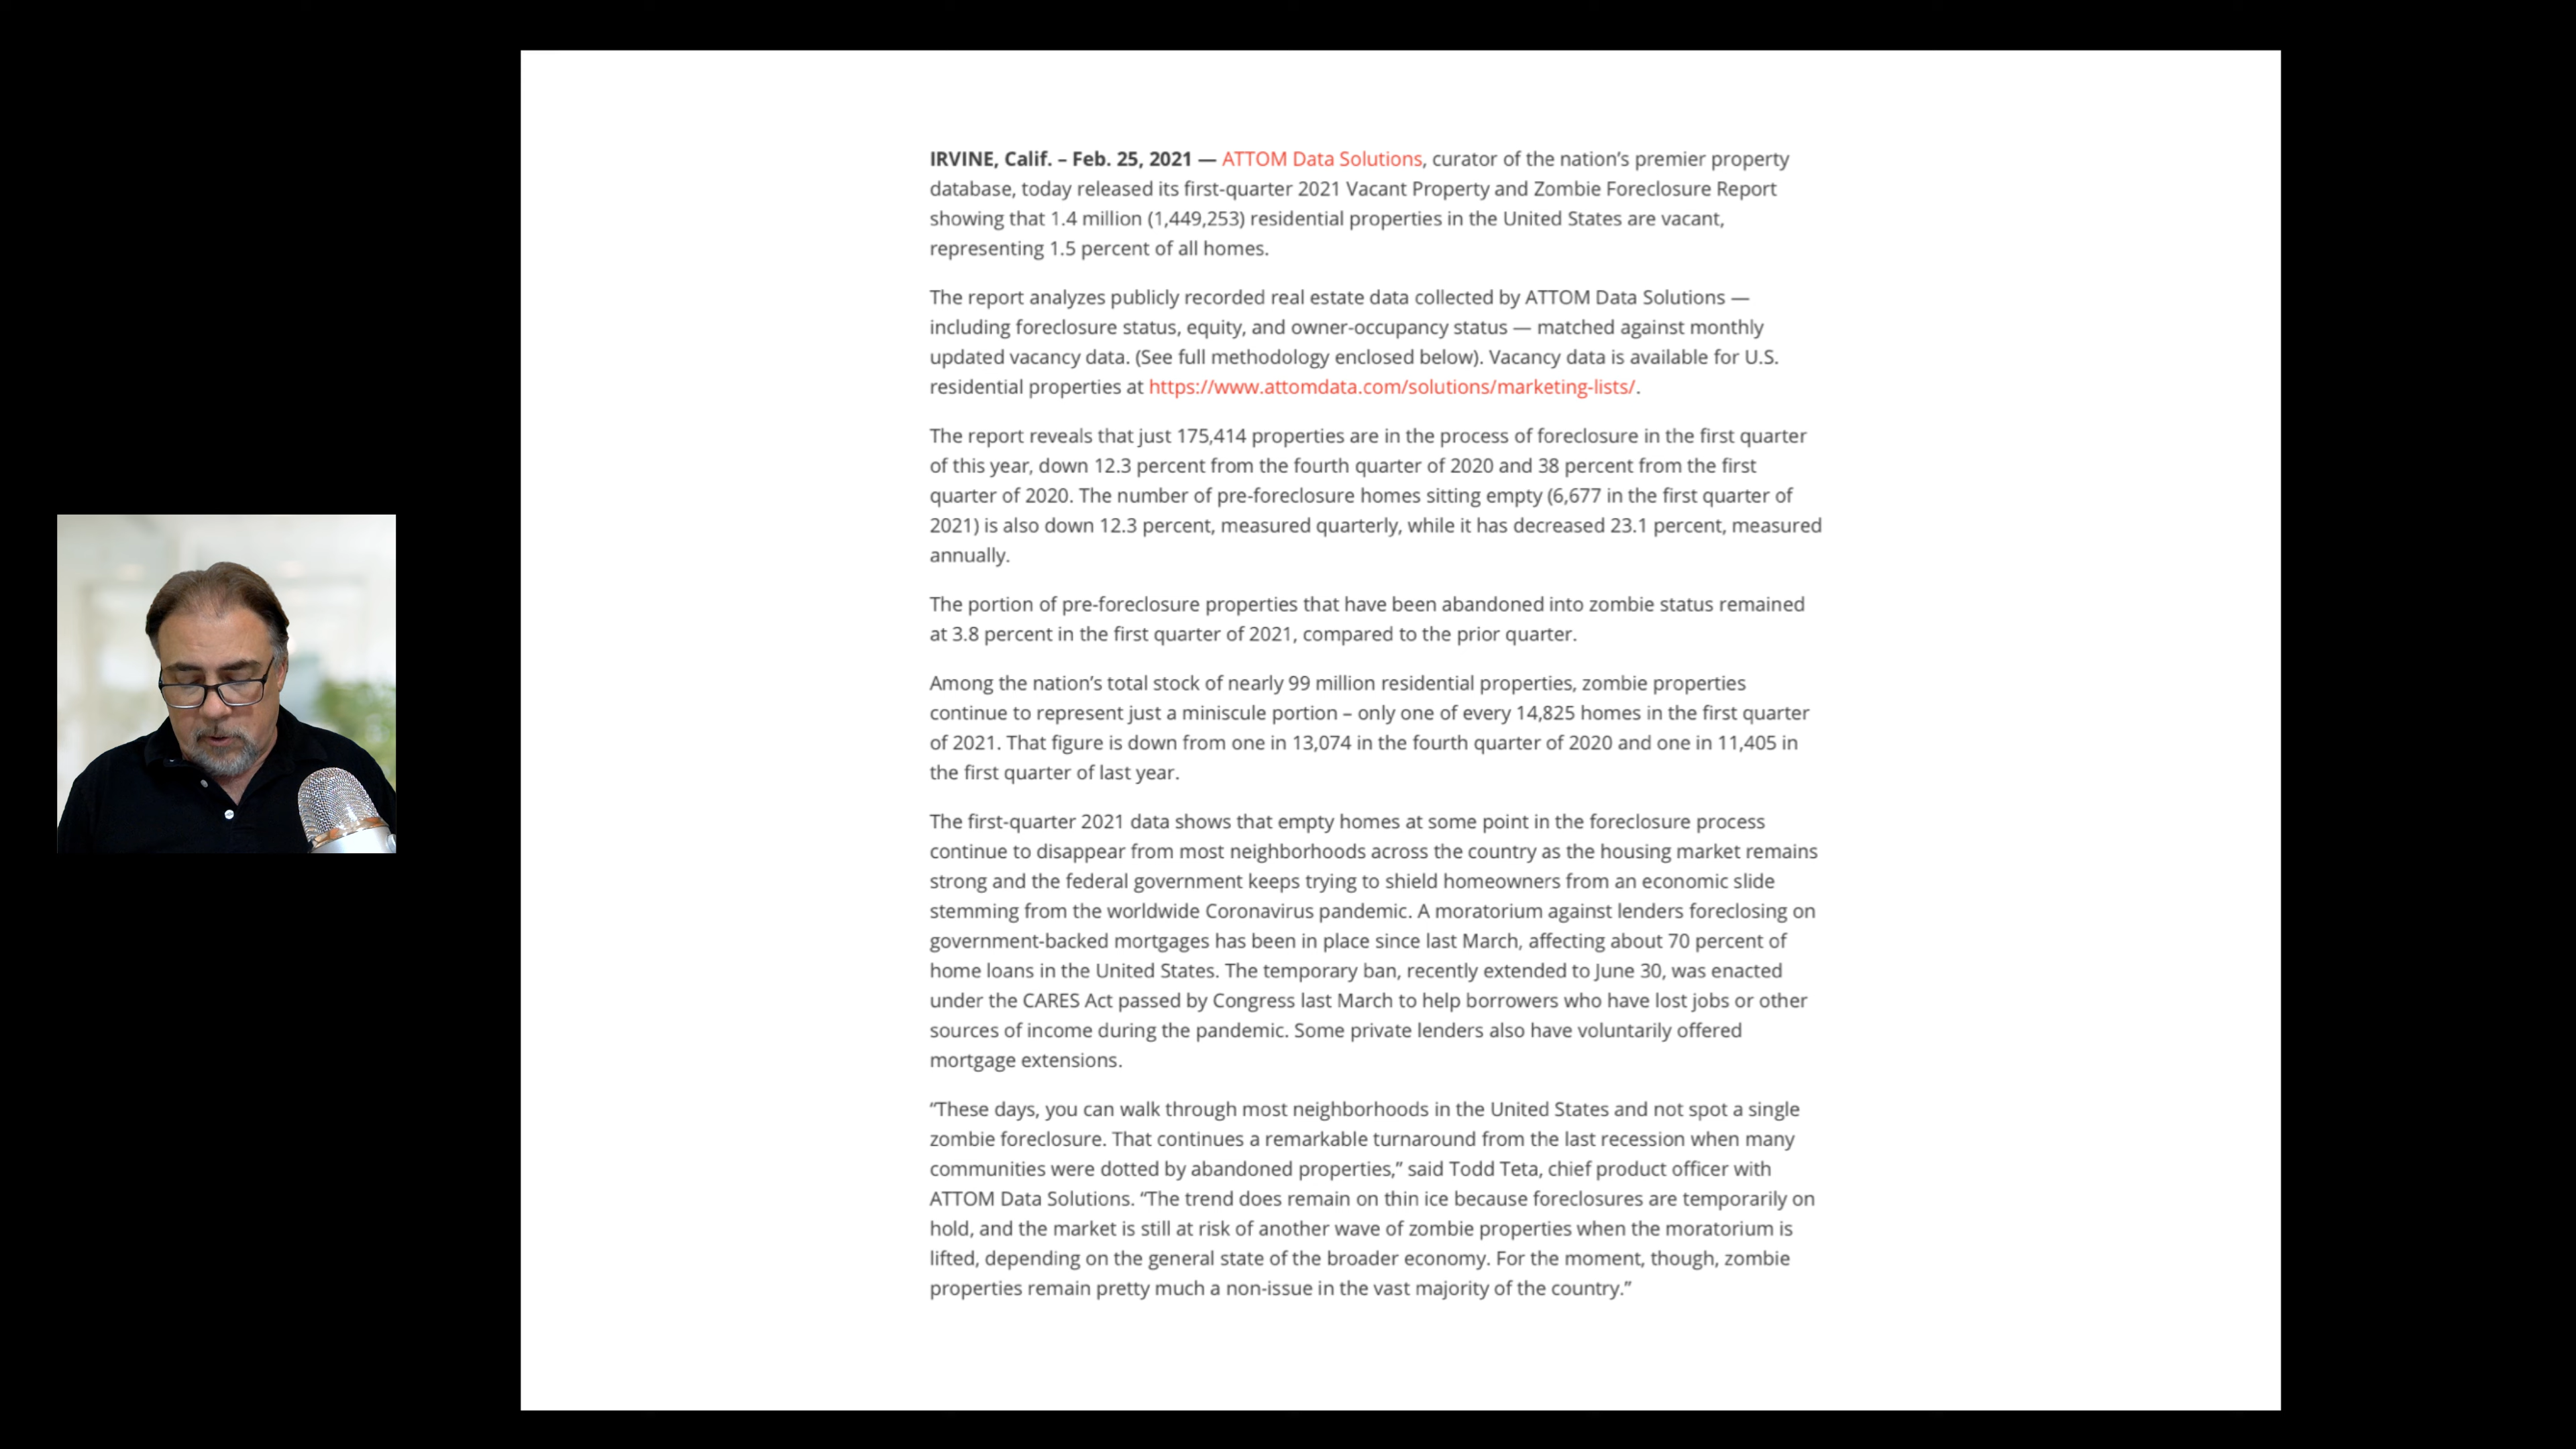 IRVINE, Calif. – Feb. 25, 2021 — ATTOM Data Solutions, curator of the nation’s premier property
database, today released its first-quarter 2021 Vacant Property and Zombie Foreclosure Report
showing that 1.4 million (1,449,253) residential properties in the United States are vacant,
representing 1.5 percent of all homes.
The report analyzes publicly recorded real estate data collected by ATTOM Data Solutions —
including foreclosure status, equity, and owner-occupancy status — matched against monthly
updated vacancy data. (See full methodology enclosed below). Vacancy data is available for U.S.
residential properties at https://www.attomdata.com/solutions/marketing-lists/.
The report reveals that just 175,414 properties are in the process of foreclosure in the first quarter
of this year, down 12.3 percent from the fourth quarter of 2020 and 38 percent from the first
quarter of 2020. The number of pre-foreclosure homes sitting empty (6,677 in the first quarter of
2021) is also down 12.3 percent, measured quarterly, while it has decreased 23.1 percent, measured
annually.
The portion of pre-foreclosure properties that have been abandoned into zombie status remained
at 3.8 percent in the first quarter of 2021, compared to the prior quarter.
Among the nation’s total stock of nearly 99 million residential properties, zombie properties
continue to represent just a miniscule portion – only one of every 14,825 homes in the first quarter
of 2021. That figure is down from one in 13,074 in the fourth quarter of 2020 and one in 11,405 in
the first quarter of last year.
The first-quarter 2021 data shows that empty homes at some point in the foreclosure process
continue to disappear from most neighborhoods across the country as the housing market remains
strong and the federal government keeps trying to shield homeowners from an economic slide
stemming from the worldwide Coronavirus pandemic. A moratorium against lenders foreclosing on
government-backed mortgages has been in place since last March, affecting about 70 percent of
home loans in the United States. The temporary ban, recently extended to June 30, was enacted
under the CARES Act passed by Congress last March to help borrowers who have lost jobs or other
sources of income during the pandemic. Some private lenders also have voluntarily offered
mortgage extensions.
“These days, you can walk through most neighborhoods in the United States and not spot a single
zombie foreclosure. That continues a remarkable turnaround from the last recession when many
communities were dotted by abandoned properties,” said Todd Teta, chief product officer with
ATTOM Data Solutions. “The trend does remain on thin ice because foreclosures are temporarily on
hold, and the market is still at risk of another wave of zombie properties when the moratorium is
lifted, depending on the general state of the broader economy. For the moment, though, zombie
properties remain pretty much a non-issue in the vast majority of the country.”